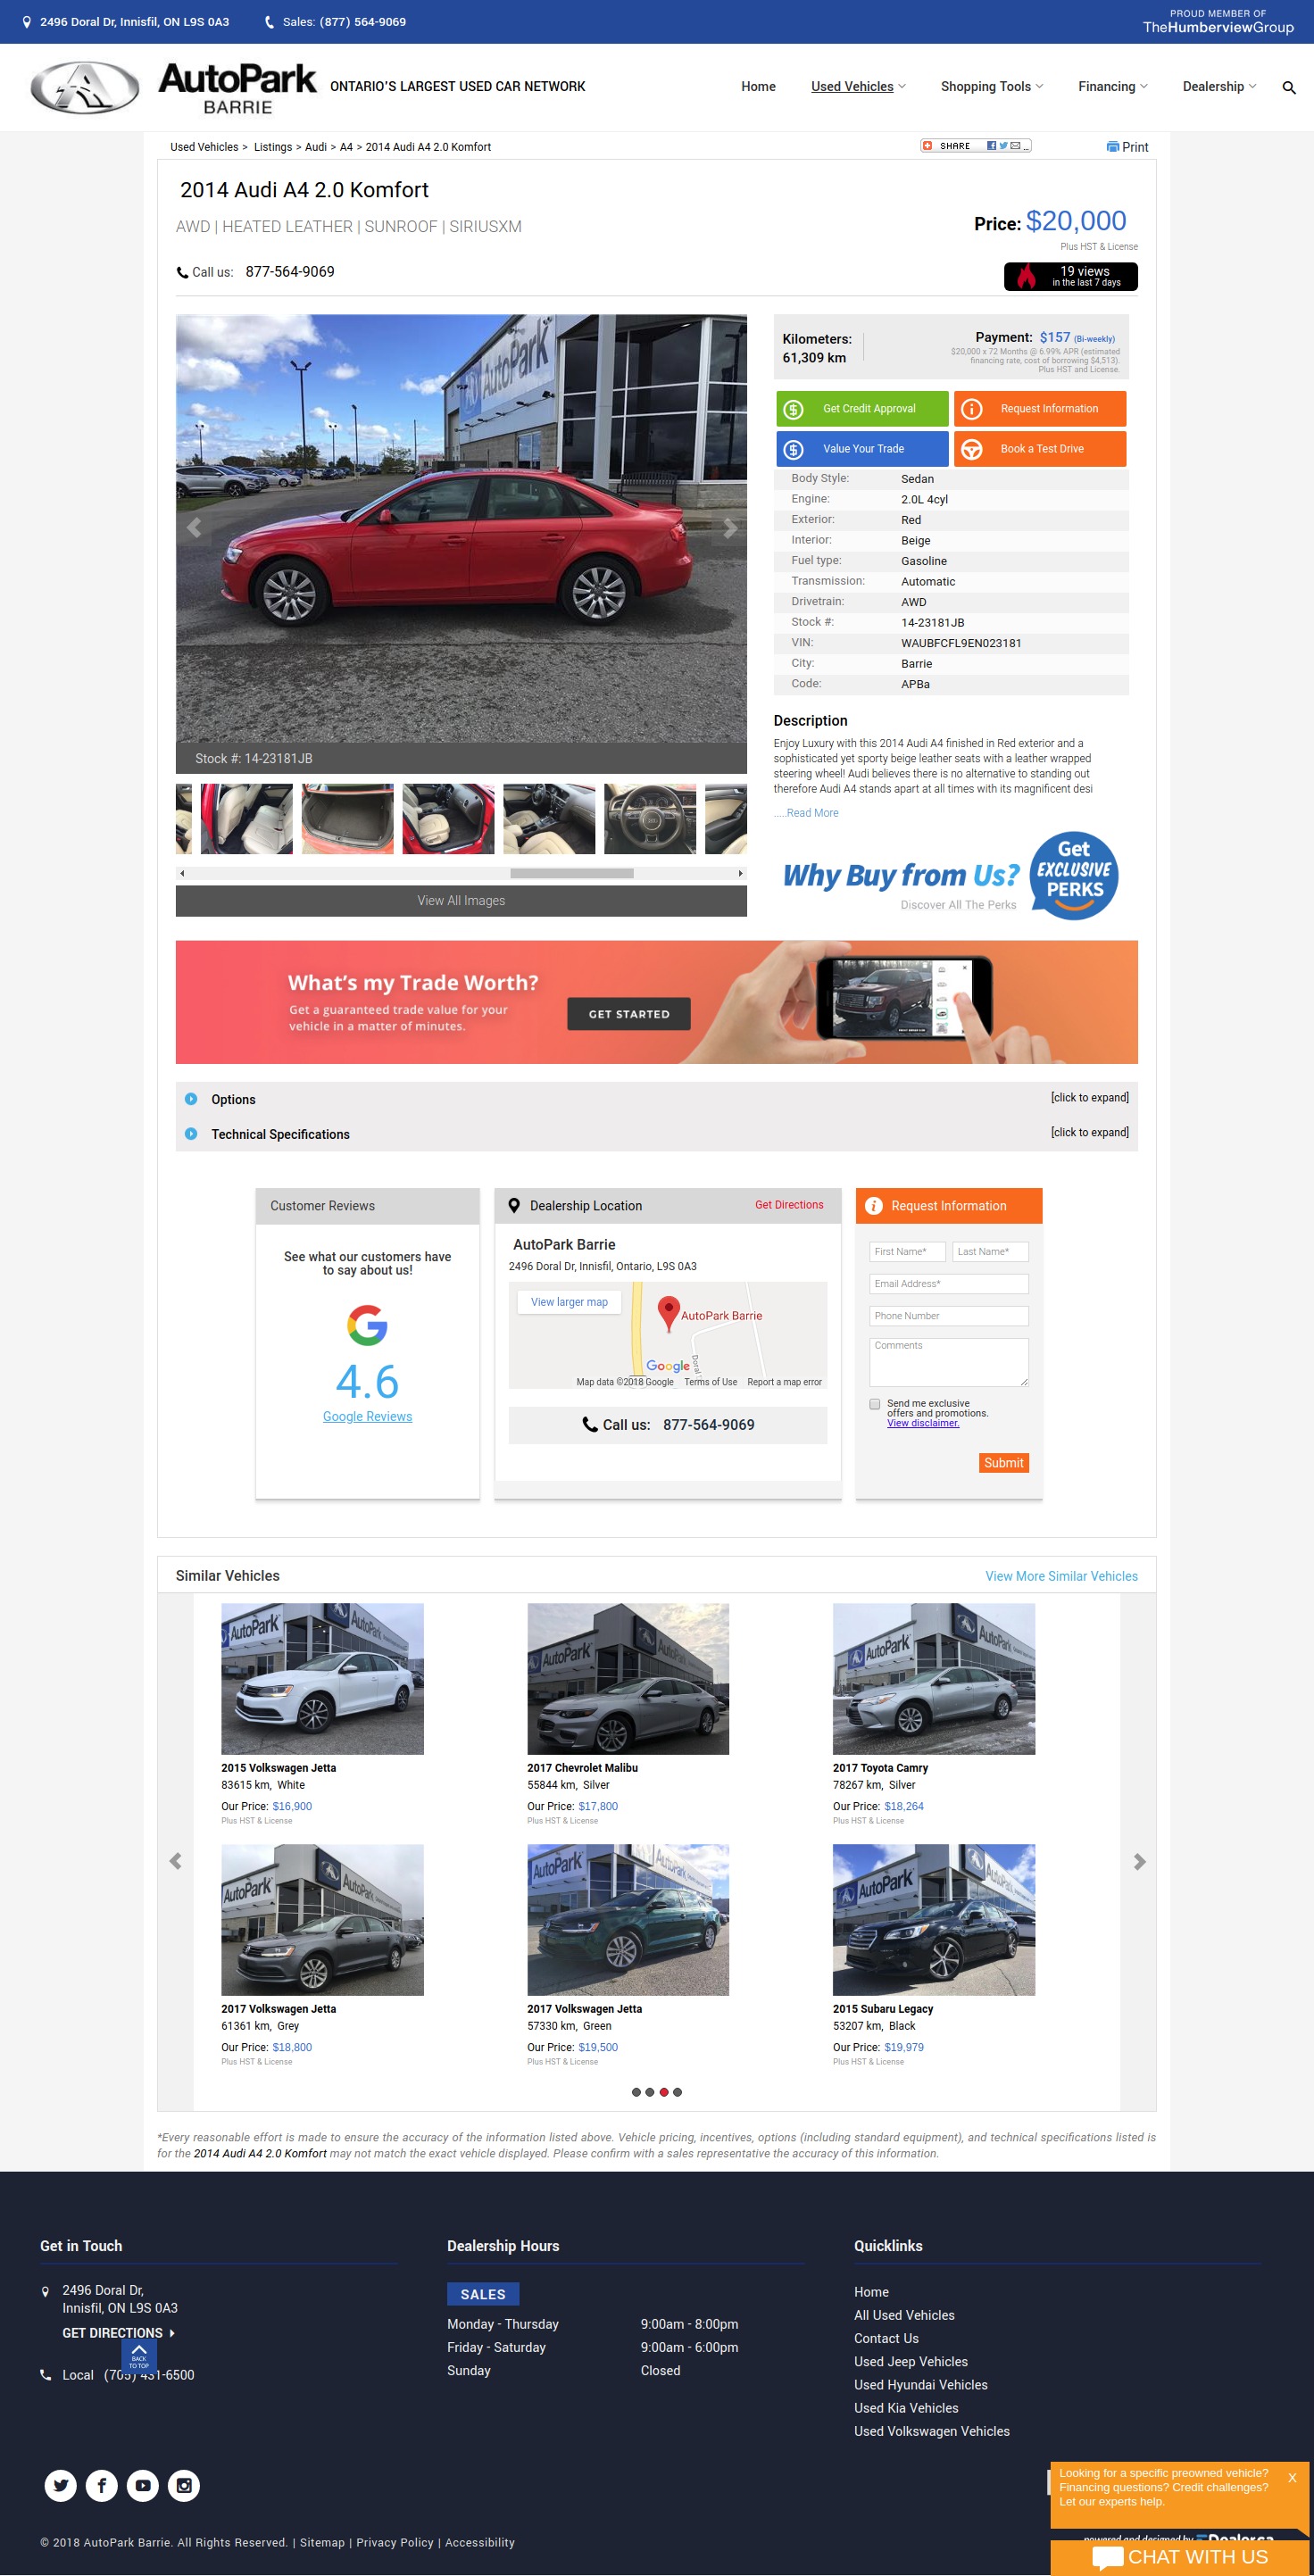 2496 Doral Dr, Innisfil, ON L9S 0A3
Sales: (877) 564-9069
PROUD MEMBER OF
TheHumberviewGroup
AutoPark
BARRIE
ONTARIO'S LARGEST USED CAR NETWORK
Home
Used Vehicles
Shopping Tools
Financing
Dealership
Used Vehicles > Listings > Audi > A4 > 2014 Audi A4 2.0 Komfort
SHARE
Print
2014 Audi A4 2.0 Komfort
AWD | HEATED LEATHER | SUNROOF | SIRIUSXM
Price: $20,000
Plus HST & License
Call us: 877-564-9069
19 views
in the last 7 days
AutoPark
Stock #: 14-23181JB
View All Images
Kilometers:
61,309 km
Payment: $157 (Bi-weekly)
$20,000 x 72 Months @ 6.99% APR (estimated
financing rate, cost of borrowing $4,513).
Plus HST and License.
Get Credit Approval
Request Information
Value Your Trade
Book a Test Drive
Body Style: Sedan
Engine: 2.0L 4cyl
Exterior: Red
Interior: Beige
Fuel type: Gasoline
Transmission: Automatic
Drivetrain: AWD
Stock #: 14-23181JB
VIN: WAUBFCFL9EN023181
City: Barrie
Code: APBa
Description
Enjoy Luxury with this 2014 Audi A4 finished in Red exterior and a
sophisticated yet sporty beige leather seats with a leather wrapped
steering wheel! Audi believes there is no alternative to standing out
therefore Audi A4 stands apart at all times with its magnificent desi
.....Read More
Why Buy from Us?
Discover All The Perks
Get
EXCLUSIVE
PERKS
What's my Trade Worth?
Get a guaranteed trade value for your
vehicle in a matter of minutes.
GET STARTED
Options
[click to expand]
Technical Specifications
[click to expand]
Customer Reviews
See what our customers have
to say about us!
4.6
Google Reviews
Dealership Location
Get Directions
AutoPark Barrie
2496 Doral Dr, Innisfil, Ontario, L9S 0A3
View larger map
AutoPark Barrie
Doral
Google
Map data ©2018 Google
Terms of Use
Report a map error
Call us: 877-564-9069
Request Information
First Name*
Last Name*
Email Address*
Phone Number
Comments
Send me exclusive
offers and promotions.
View disclaimer.
Submit
Similar Vehicles
View More Similar Vehicles
AutoPark
AutoPark
AutoPark
AutoPark
AutoPark
AutoPark
2015 Volkswagen Jetta
83615 km, White
Our Price: $16,900
Plus HST & License
2017 Chevrolet Malibu
55844 km, Silver
Our Price: $17,800
Plus HST & License
2017 Toyota Camry
78267 km, Silver
Our Price: $18,264
Plus HST & License
AutoPark
AutoPark
AutoPark
AutoPark
AutoPark
2017 Volkswagen Jetta
61361 km, Grey
Our Price: $18,800
Plus HST & License
2017 Volkswagen Jetta
57330 km, Green
Our Price: $19,500
Plus HST & License
2015 Subaru Legacy
53207 km, Black
Our Price: $19,979
Plus HST & License
*Every reasonable effort is made to ensure the accuracy of the information listed above. Vehicle pricing, incentives, options (including standard equipment), and technical specifications listed is
for the 2014 Audi A4 2.0 Komfort may not match the exact vehicle displayed. Please confirm with a sales representative the accuracy of this information.
Get in Touch
2496 Doral Dr,
Innisfil, ON L9S 0A3
GET DIRECTIONS
BACK
TO TOP
Local (705) 431-6500
Dealership Hours
SALES
Monday - Thursday 9:00am - 8:00pm
Friday - Saturday 9:00am - 6:00pm
Sunday Closed
Quicklinks
Home
All Used Vehicles
Contact Us
Used Jeep Vehicles
Used Hyundai Vehicles
Used Kia Vehicles
Used Volkswagen Vehicles
© 2018 AutoPark Barrie. All Rights Reserved. | Sitemap | Privacy Policy | Accessibility
Looking for a specific preowned vehicle?
Financing questions? Credit challenges?
Let our experts help.
X
powered and designed by
CHAT WITH US